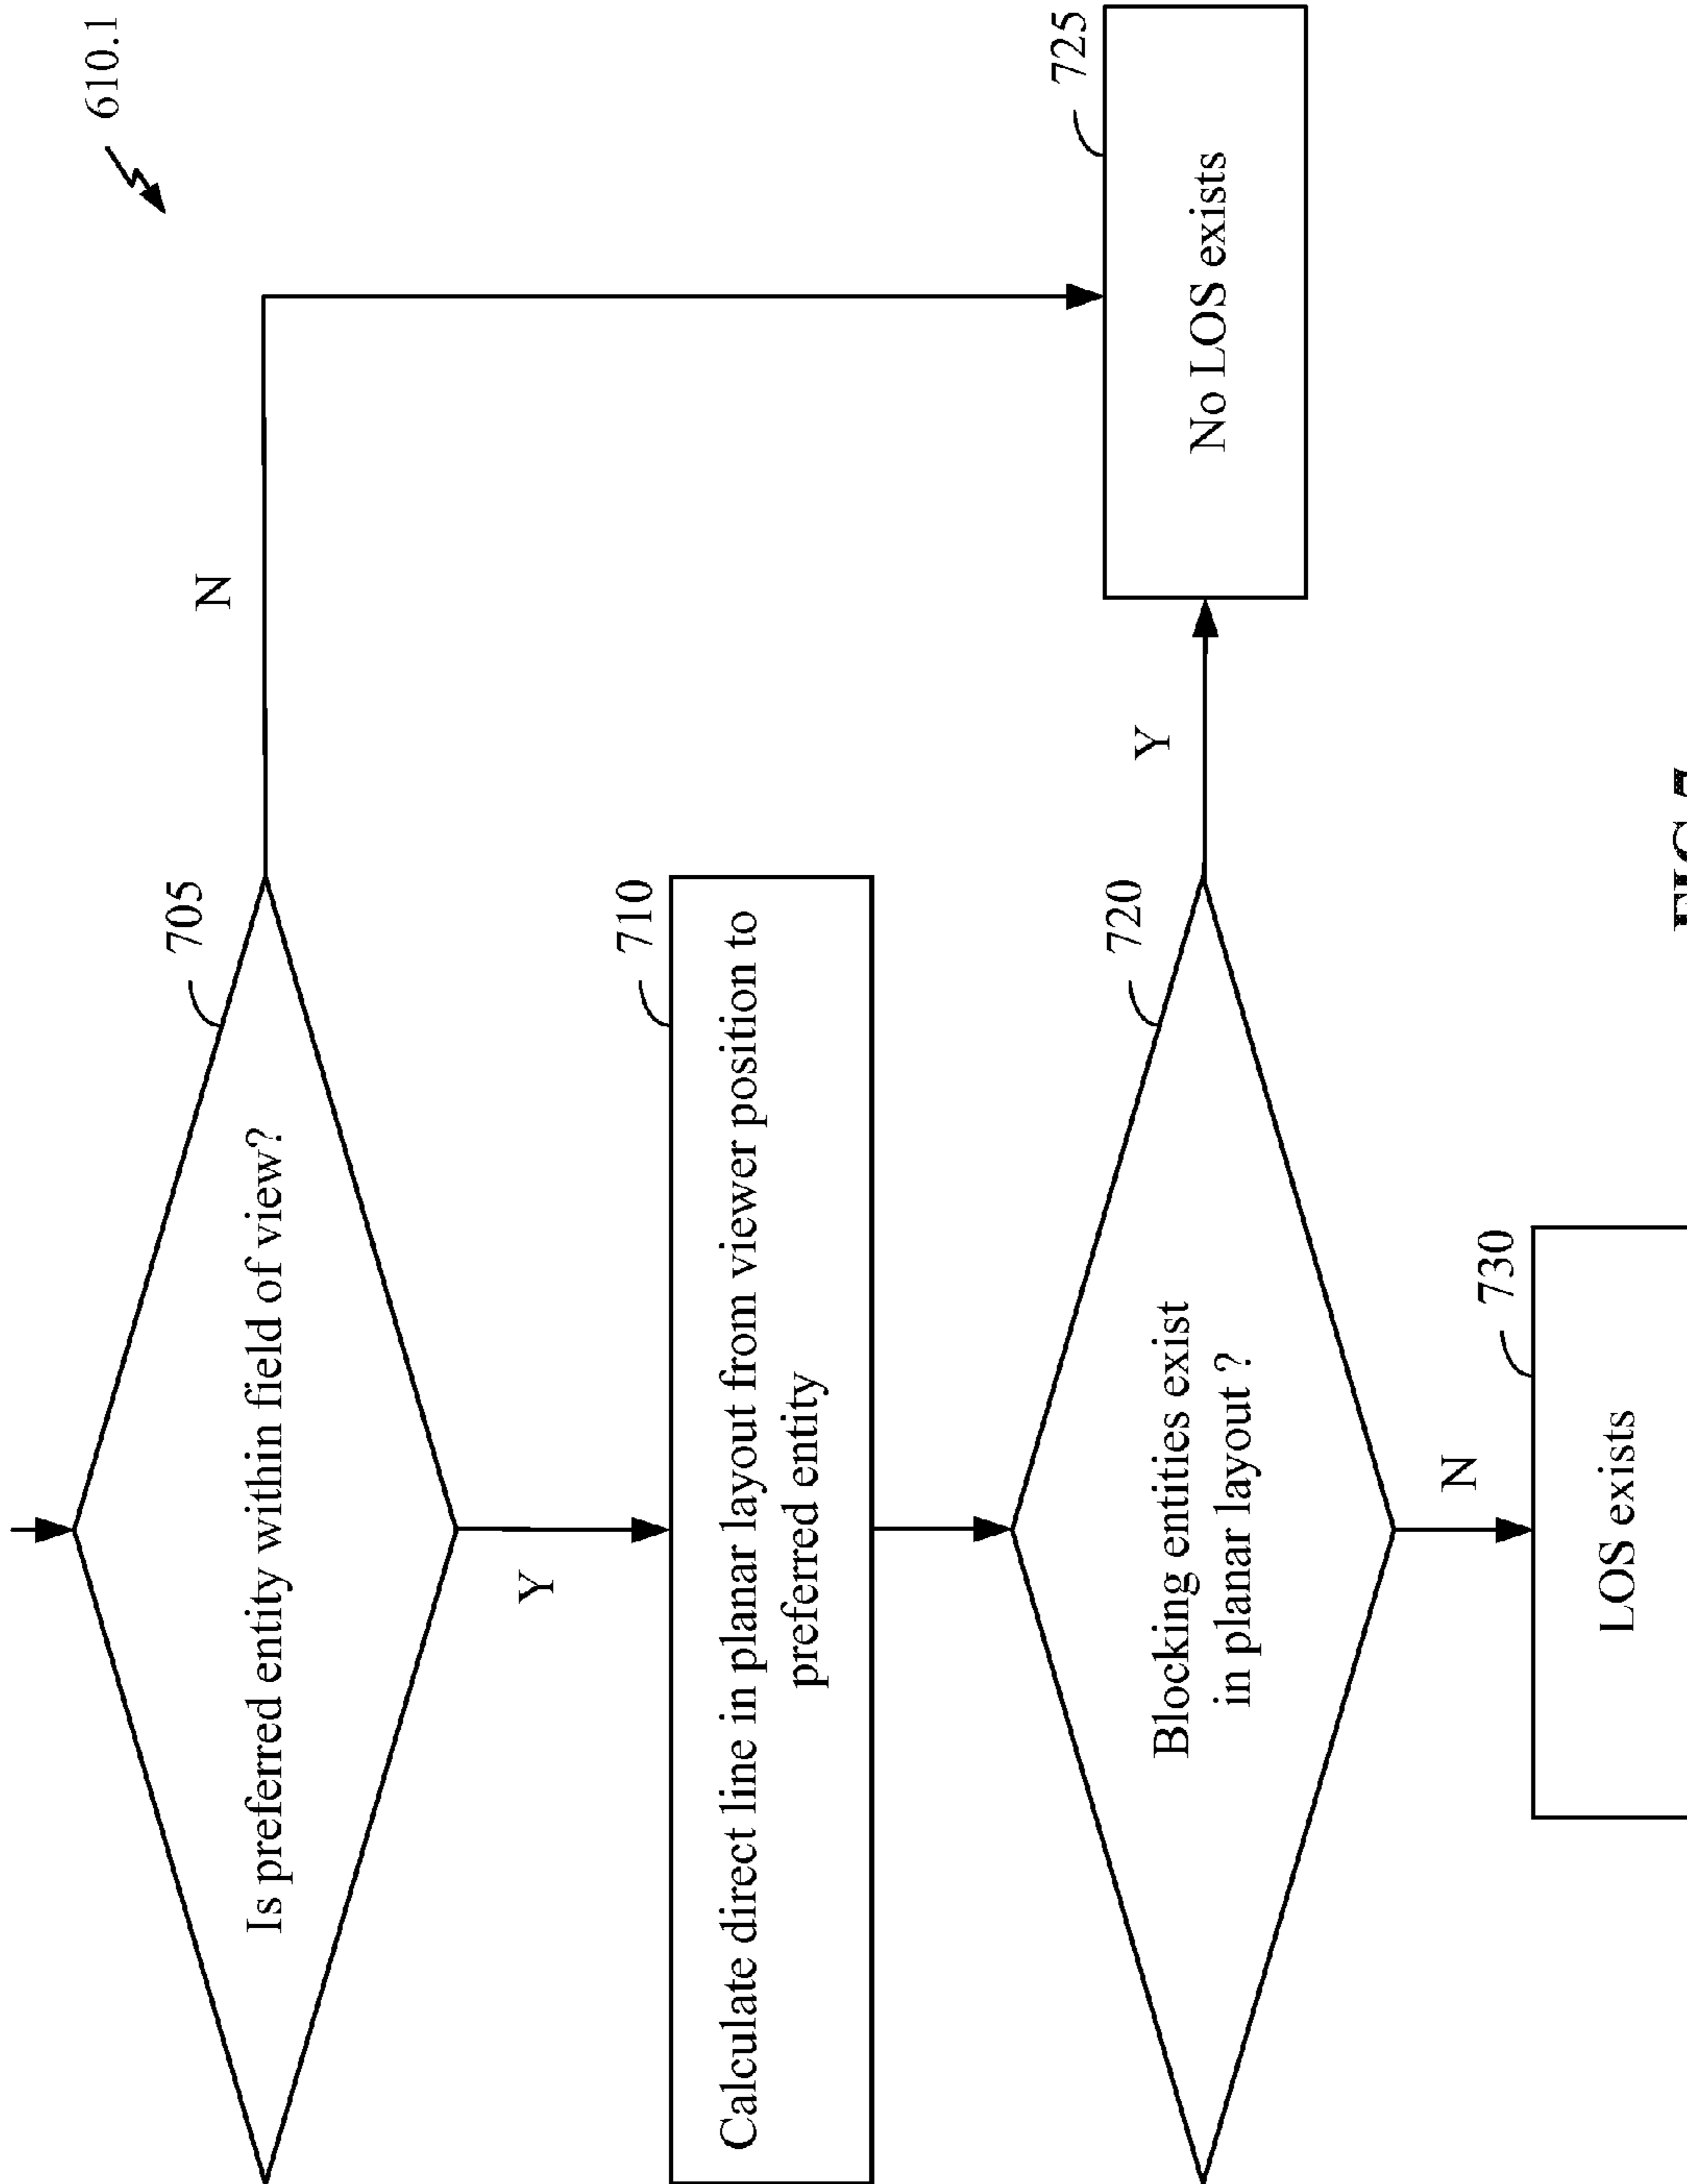 610.1
705
Is preferred entity within field of view?
N
Y
710
Calculate direct line in planar layout from viewer position to
preferred entity
720
Blocking entities exist
in planar layout ?
Y
725
No LOS exists
N
730
LOS exists